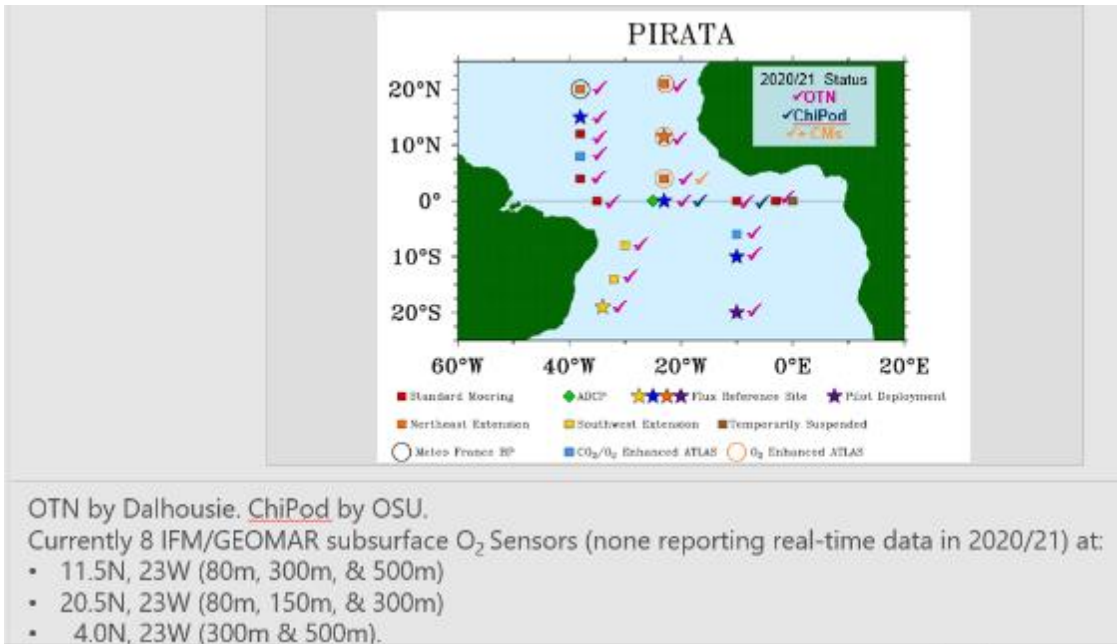 PIRATA
2020/21 Status
✓OTN
✓ChiPod
✓+ CMs
20°N
10°N
0°
10°S
20°S
60°W 40°W 20°W 0°E 20°E
Standard Mooring ADCP Flux Reference Site Pilot Deployment
Northeast Extension Southwest Extension Temporarily Suspended
Meteo France BP CO₂/O₂ Enhanced ATLAS O₂ Enhanced ATLAS
OTN by Dalhousie. ChiPod by OSU.
Currently 8 IFM/GEOMAR subsurface O₂ Sensors (none reporting real-time data in 2020/21) at:
• 11.5N, 23W (80m, 300m, & 500m)
• 20.5N, 23W (80m, 150m, & 300m)
• 4.0N, 23W (300m & 500m).